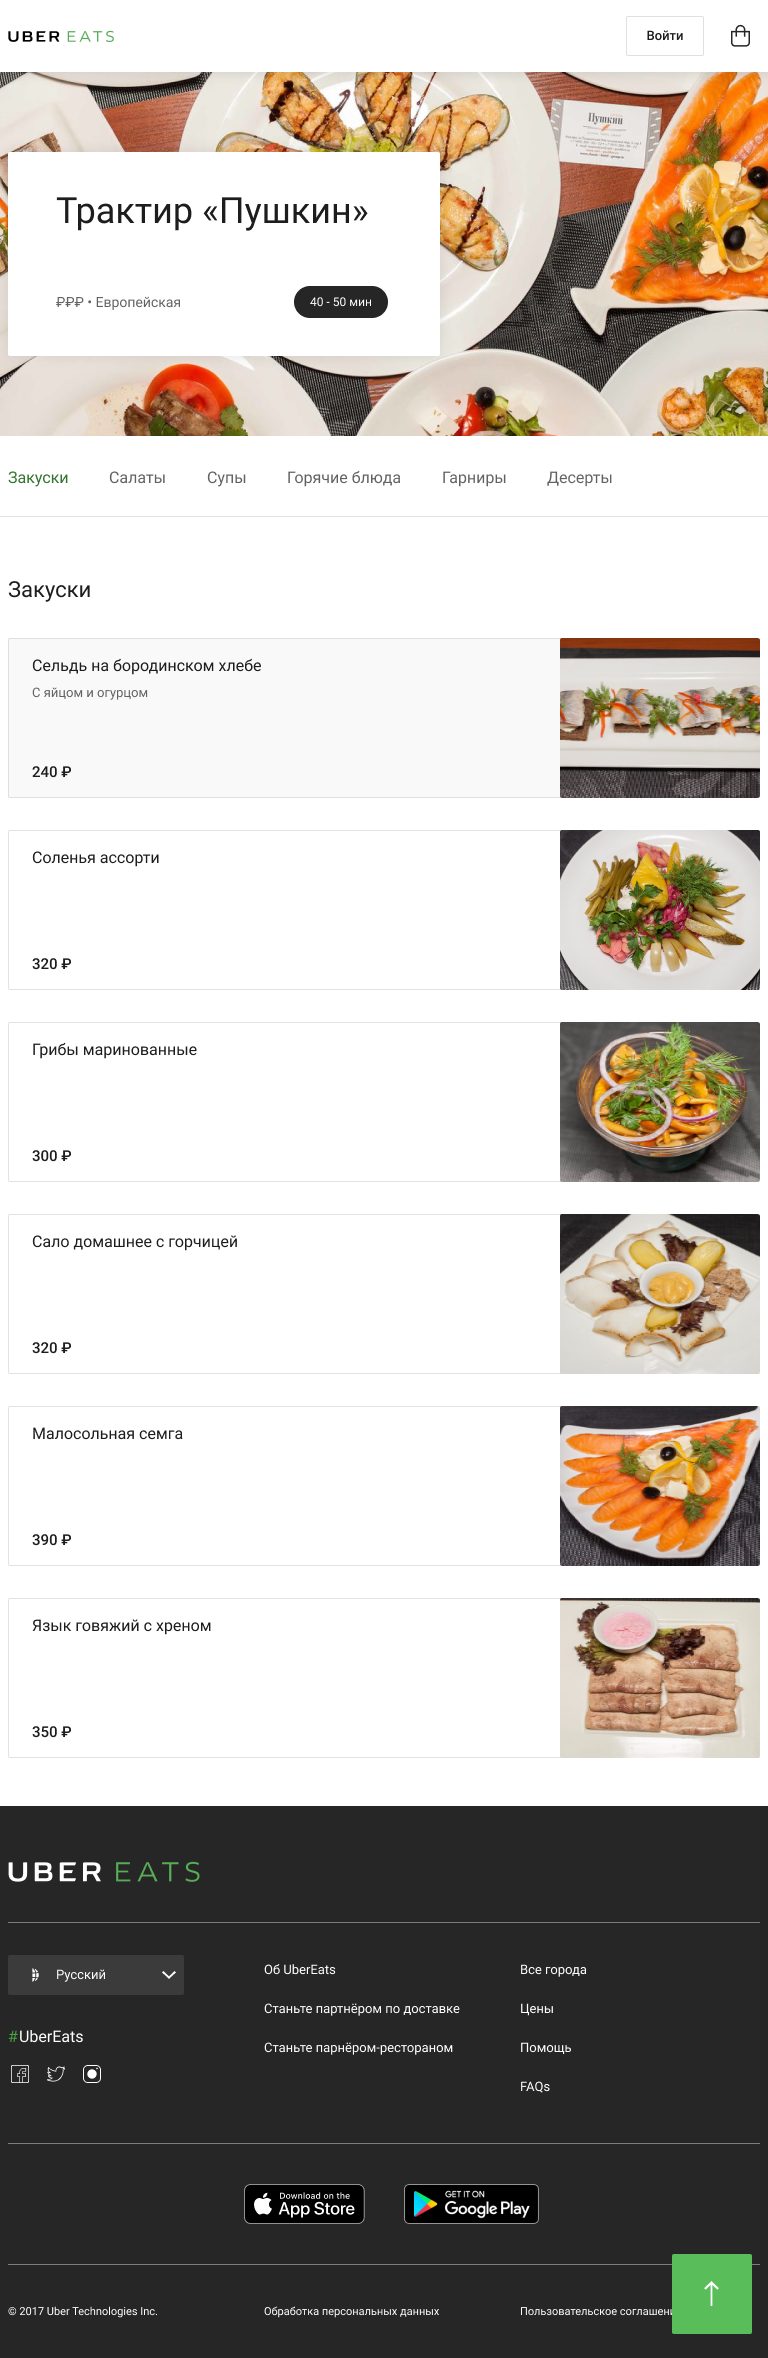 UBER EATS
Войти
Пушкин
Трактир «Пушкин»
₽₽₽ • Европейская
40 - 50 мин
Закуски
Салаты
Супы
Горячие блюда
Гарниры
Десерты
Закуски
Сельдь на бородинском хлебе
С яйцом и огурцом
240 ₽
Соленья ассорти
320 ₽
Грибы маринованные
300 ₽
Сало домашнее с горчицей
320 ₽
Малосольная семга
390 ₽
Язык говяжий с хреном
350 ₽
UBER EATS
Русский
#UberEats
Об UberEats
Станьте партнёром по доставке
Станьте парнёром-рестораном
Все города
Цены
Помощь
FAQs
Download on the
App Store
GET IT ON
Google Play
© 2017 Uber Technologies Inc.
Обработка персональных данных
Пользовательское